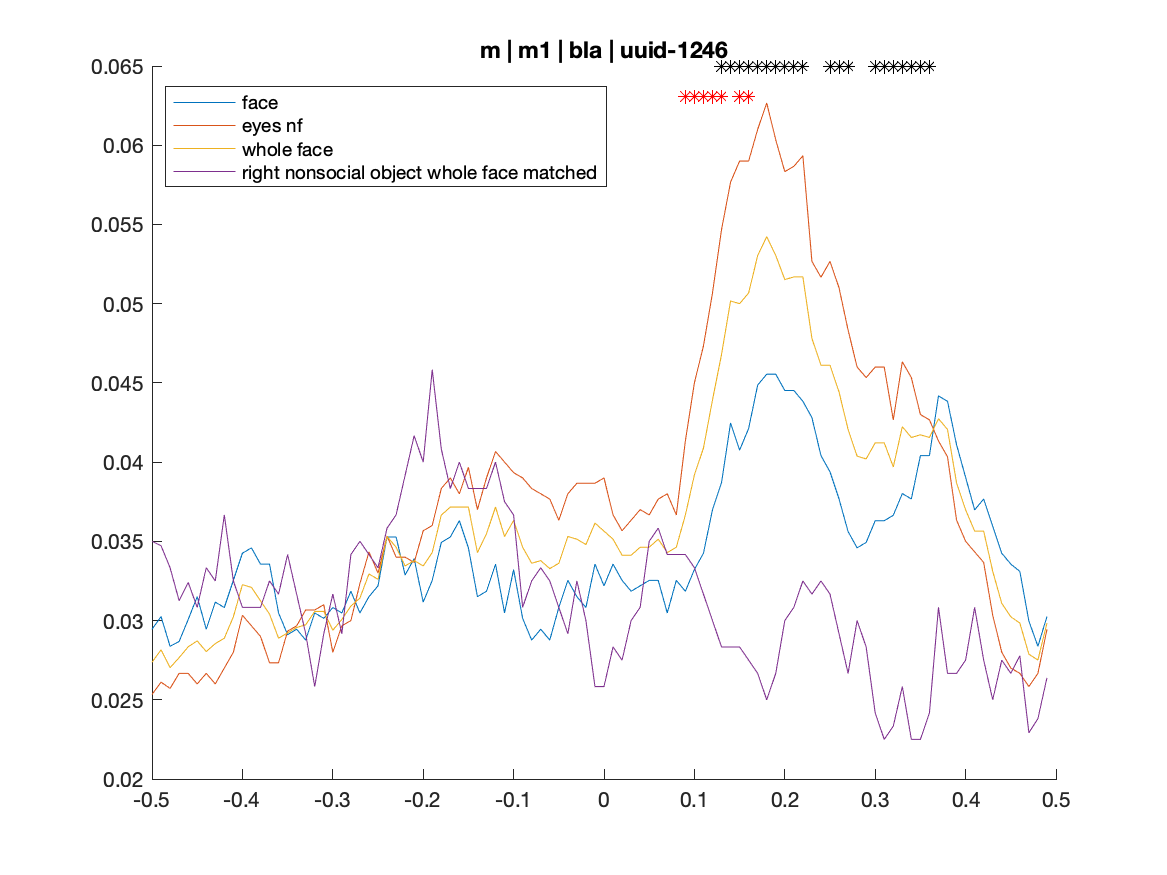 m | m1 | bla | uuid-1246
0.065
face
eyes nf
whole face
right nonsocial object whole face matched
0.06
0.055
0.05
0.045
0.04
0.035
0.03
0.025
0.02
-0.5 -0.4 -0.3 -0.2 -0.1 0 0.1 0.2 0.3 0.4 0.5